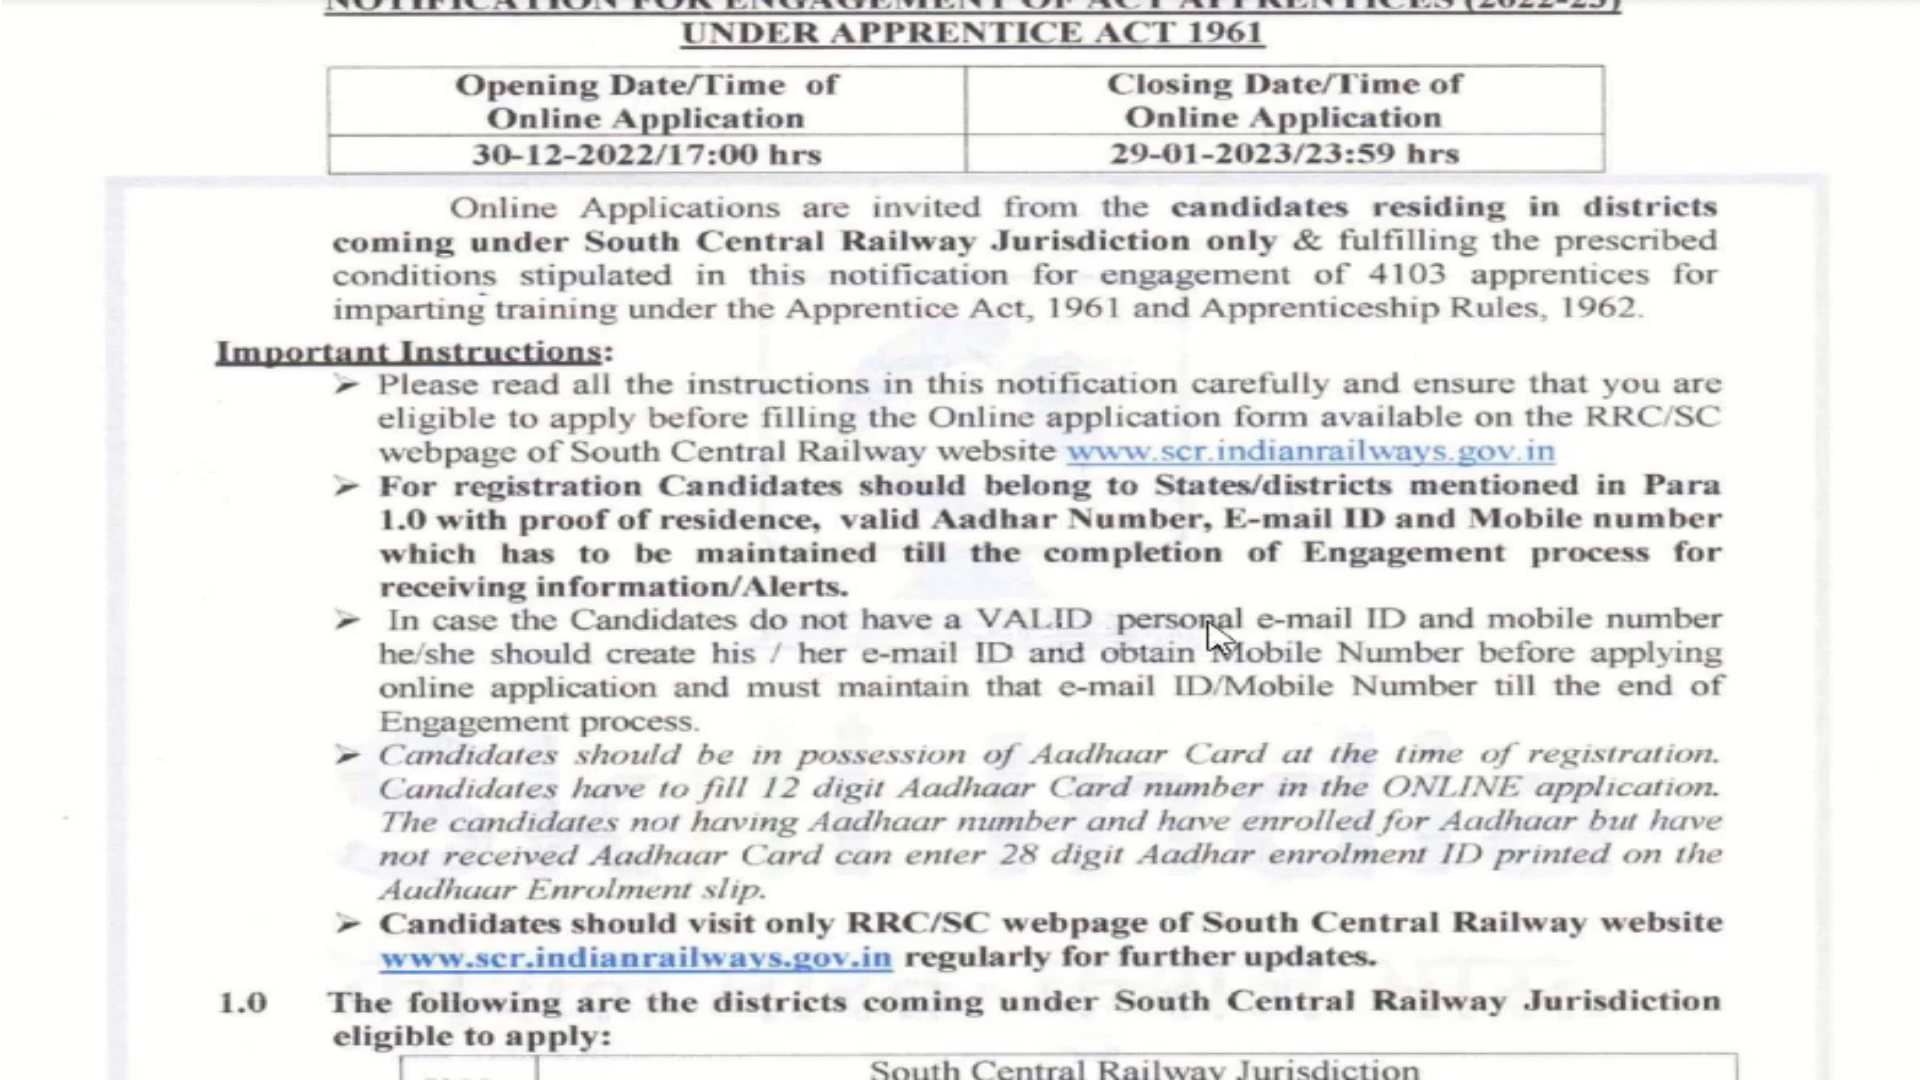 NOTIFICATION FOR ENGAGEMENT OF ACT APPRENTICES (2022-23)
UNDER APPRENTICE ACT 1961
Opening Date/Time of Online Application
Closing Date/Time of Online Application
30-12-2022/17:00 hrs
29-01-2023/23:59 hrs
Online Applications are invited from the candidates residing in districts
coming under South Central Railway Jurisdiction only & fulfilling the prescribed
conditions stipulated in this notification for engagement of 4103 apprentices for
imparting training under the Apprentice Act, 1961 and Apprenticeship Rules, 1962.
Important Instructions:
➢ Please read all the instructions in this notification carefully and ensure that you are
eligible to apply before filling the Online application form available on the RRC/SC
webpage of South Central Railway website www.scr.indianrailways.gov.in
➢ For registration Candidates should belong to States/districts mentioned in Para
1.0 with proof of residence, valid Aadhar Number, E-mail ID and Mobile number
which has to be maintained till the completion of Engagement process for
receiving information/Alerts.
➢ In case the Candidates do not have a VALID personal e-mail ID and mobile number
he/she should create his / her e-mail ID and obtain Mobile Number before applying
online application and must maintain that e-mail ID/Mobile Number till the end of
Engagement process.
➢ Candidates should be in possession of Aadhaar Card at the time of registration.
Candidates have to fill 12 digit Aadhaar Card number in the ONLINE application.
The candidates not having Aadhaar number and have enrolled for Aadhaar but have
not received Aadhaar Card can enter 28 digit Aadhar enrolment ID printed on the
Aadhaar Enrolment slip.
➢ Candidates should visit only RRC/SC webpage of South Central Railway website
www.scr.indianrailways.gov.in regularly for further updates.
1.0 The following are the districts coming under South Central Railway Jurisdiction
eligible to apply:
South Central Railway Jurisdiction